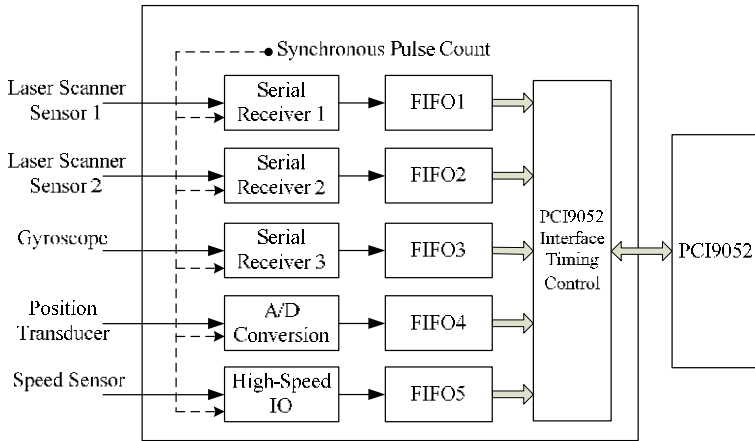 Synchronous Pulse Count
Laser Scanner
Sensor 1
Serial
Receiver 1
FIFO1
Laser Scanner
Sensor 2
Serial
Receiver 2
FIFO2
Gyroscope
Serial
Receiver 3
FIFO3
Position
Transducer
A/D
Conversion
FIFO4
Speed Sensor
High-Speed
IO
FIFO5
PCI9052
Interface
Timing
Control
PCI9052